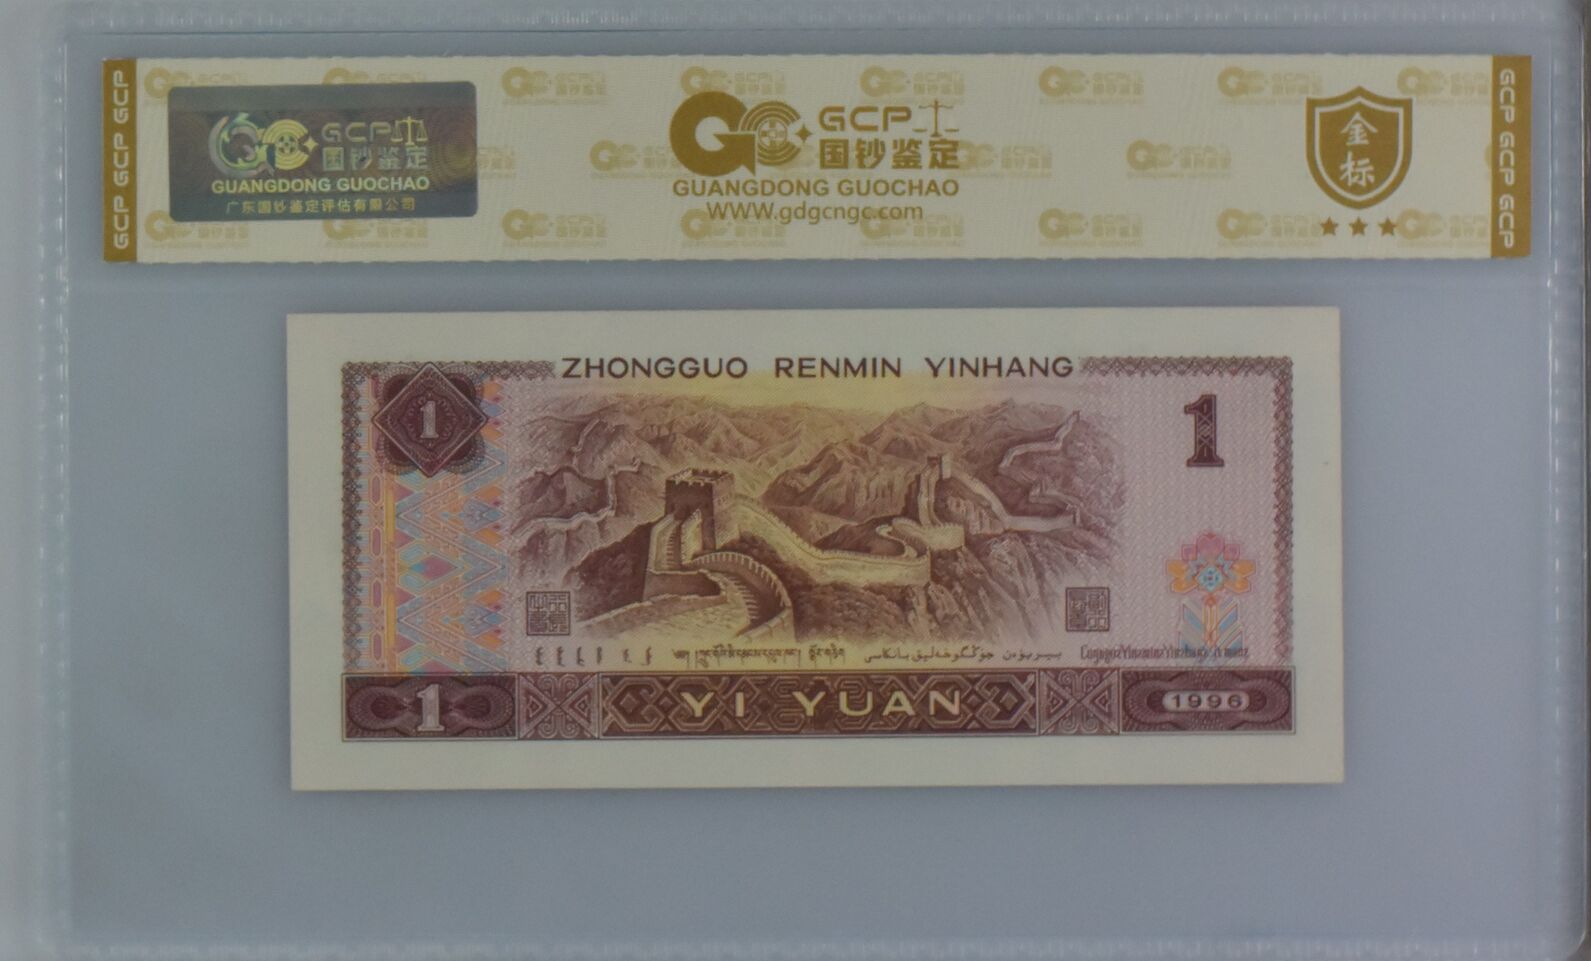 GCP GCP GCP
GCP
国钞鉴定
GUANGDONG GUOCHAO
广东国钞鉴定评估有限公司
GCP
国钞鉴定
GUANGDONG GUOCHAO
WWW.gdgcngc.com
金标
GCP GCP GCP
ZHONGGUO RENMIN YINHANG
1
1
1
YI YUAN
1996